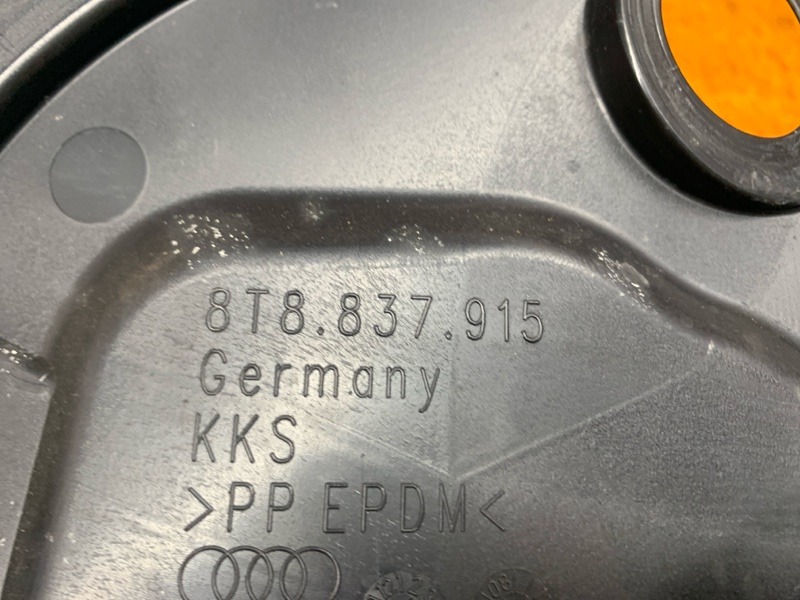 8T8.837.915
Germany
KKS
>PP EPDM<